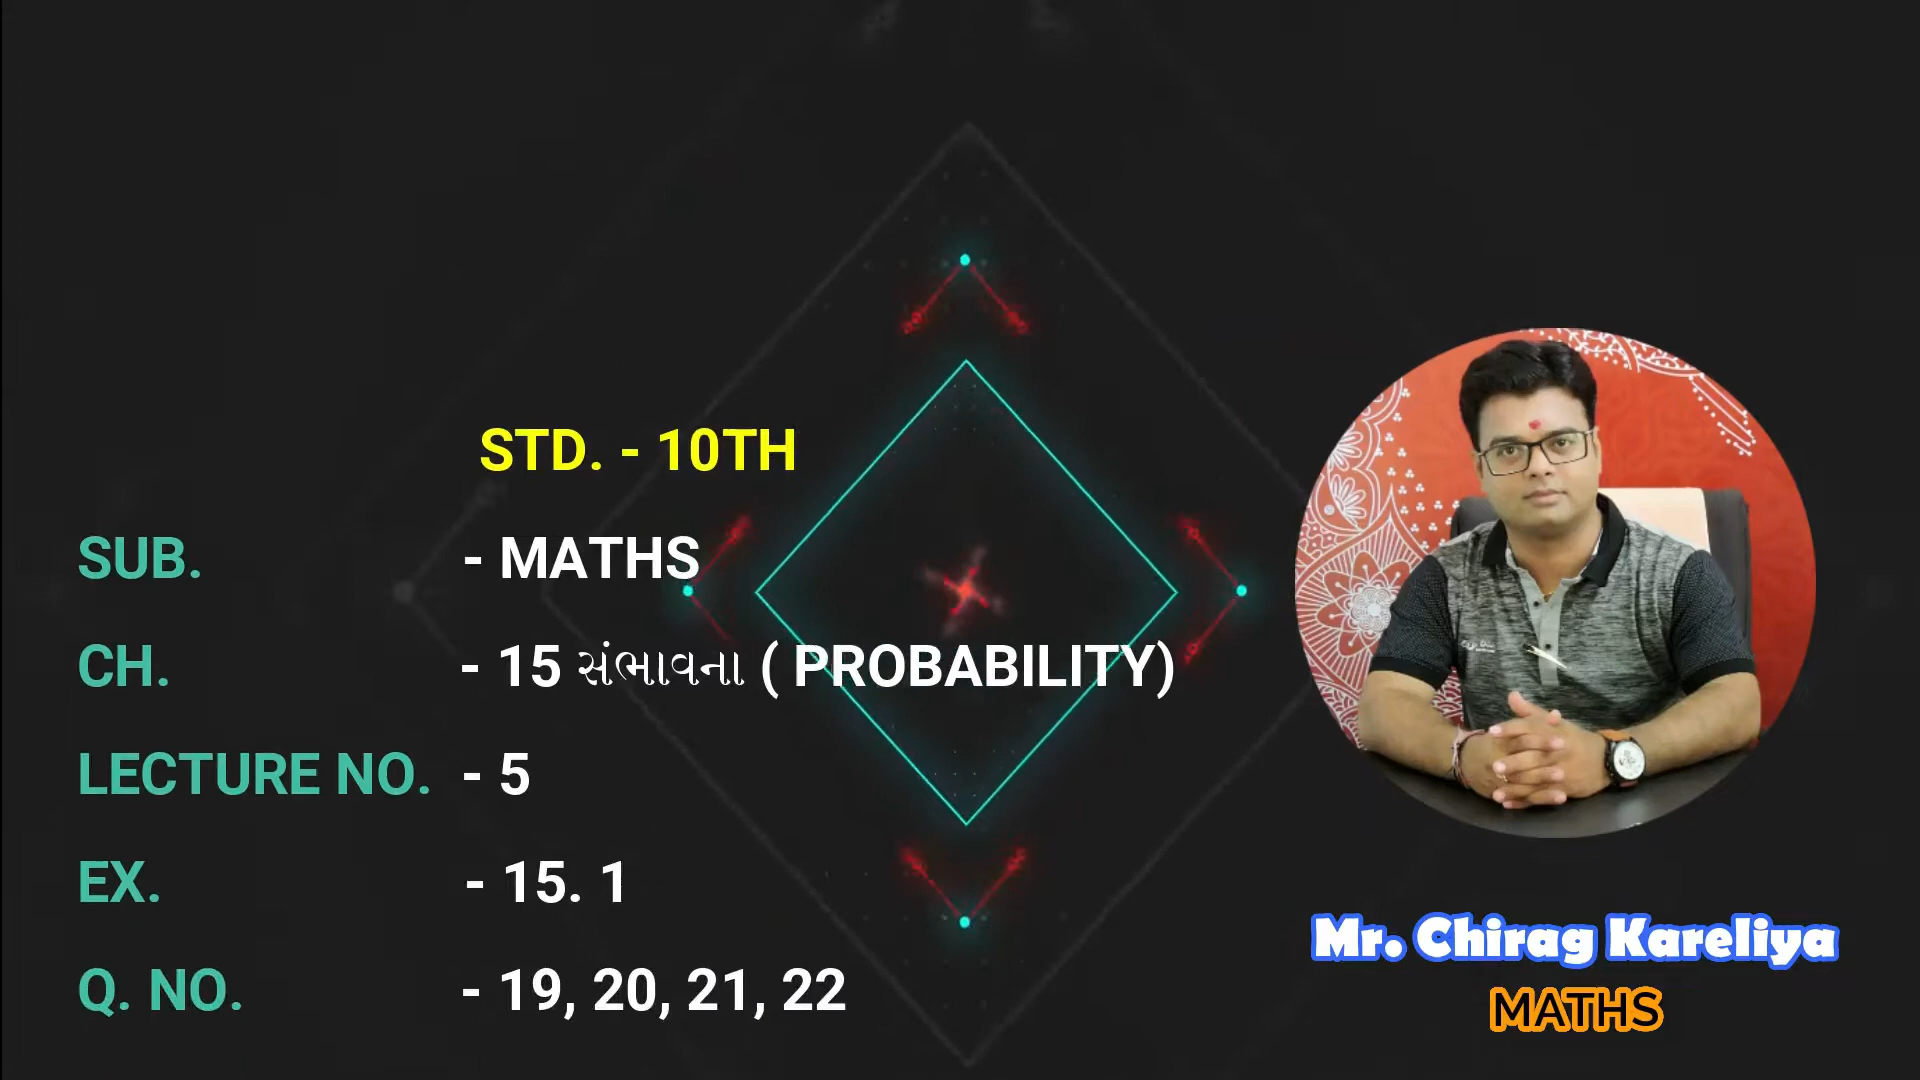 STD. - 10TH
SUB. - MATHS
CH. - 15 સંભાવના ( PROBABILITY)
LECTURE NO. - 5
EX. - 15. 1
Q. NO. - 19, 20, 21, 22
Mr. Chirag Kareliya
MATHS